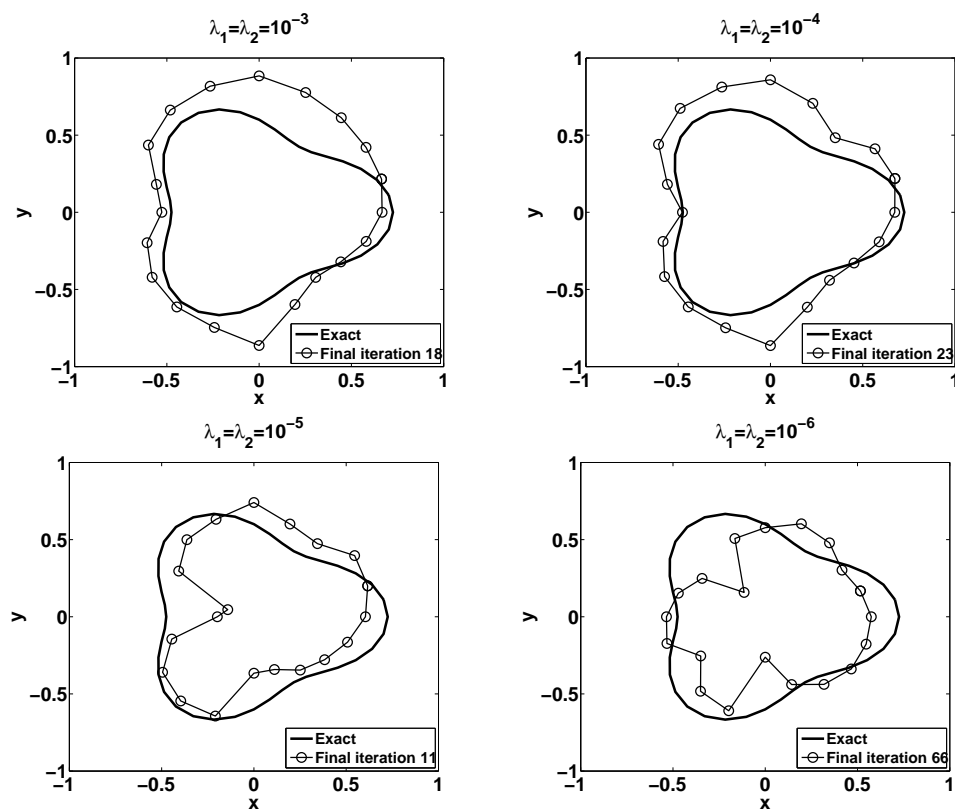 λ₁=λ₂=10⁻³
1
0.5
0
−0.5
−1
y
−1
−0.5
0
0.5
1
x
Exact
Final iteration 18
λ₁=λ₂=10⁻⁴
1
0.5
0
−0.5
−1
y
−1
−0.5
0
0.5
1
x
Exact
Final iteration 23
λ₁=λ₂=10⁻⁵
1
0.5
0
−0.5
−1
y
−1
−0.5
0
0.5
1
x
Exact
Final iteration 11
λ₁=λ₂=10⁻⁶
1
0.5
0
−0.5
−1
y
−1
−0.5
0
0.5
1
x
Exact
Final iteration 66